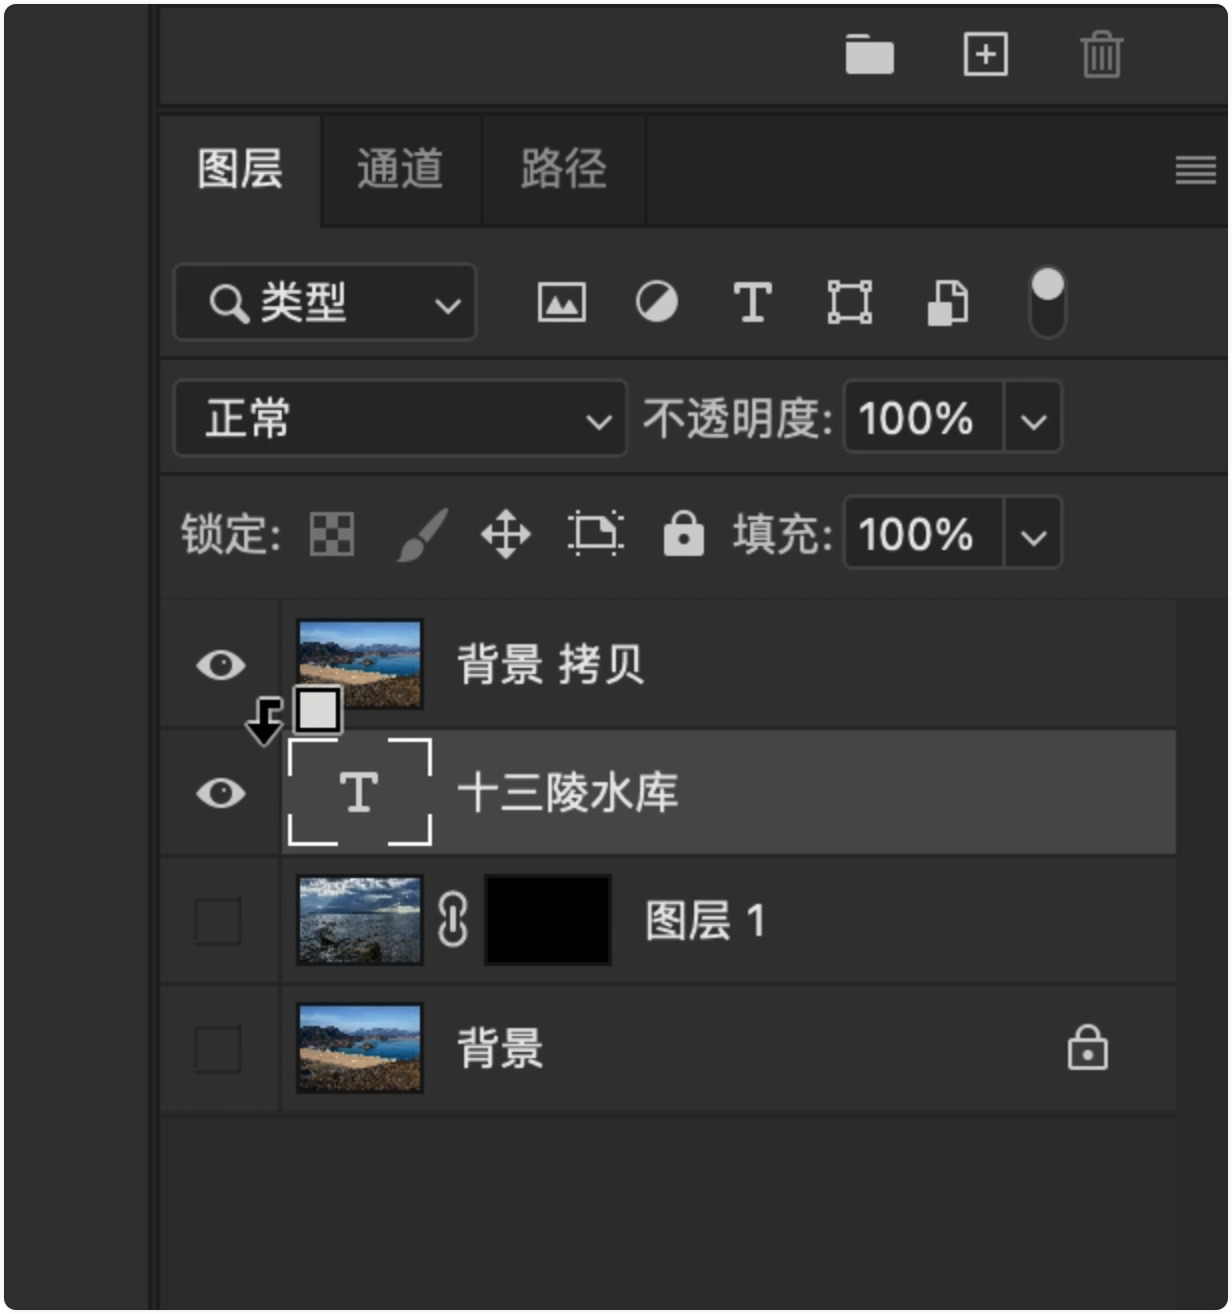 图层 通道 路径
类型 T
正常 不透明度: 100%
锁定: 填充: 100%
背景 拷贝
T 十三陵水库
图层 1
背景